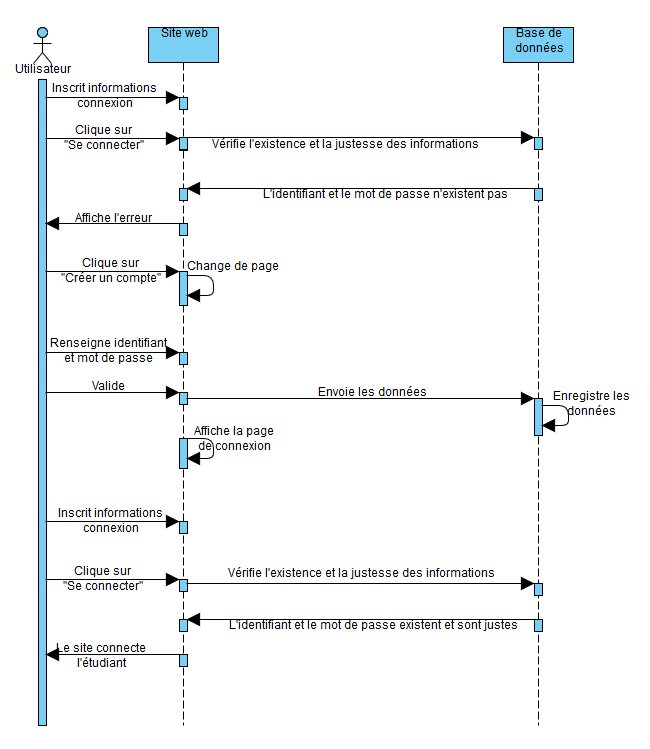 Site web
Base de
données
Utilisateur
Inscrit informations
connexion
Clique sur
"Se connecter"
Vérifie l'existence et la justesse des informations
L'identifiant et le mot de passe n'existent pas
Affiche l'erreur
Clique sur
"Créer un compte"
Change de page
Renseigne identifiant
et mot de passe
Valide
Envoie les données
Enregistre les
données
Affiche la page
de connexion
Inscrit informations
connexion
Clique sur
"Se connecter"
Vérifie l'existence et la justesse des informations
L'identifiant et le mot de passe existent et sont justes
Le site connecte
l'étudiant